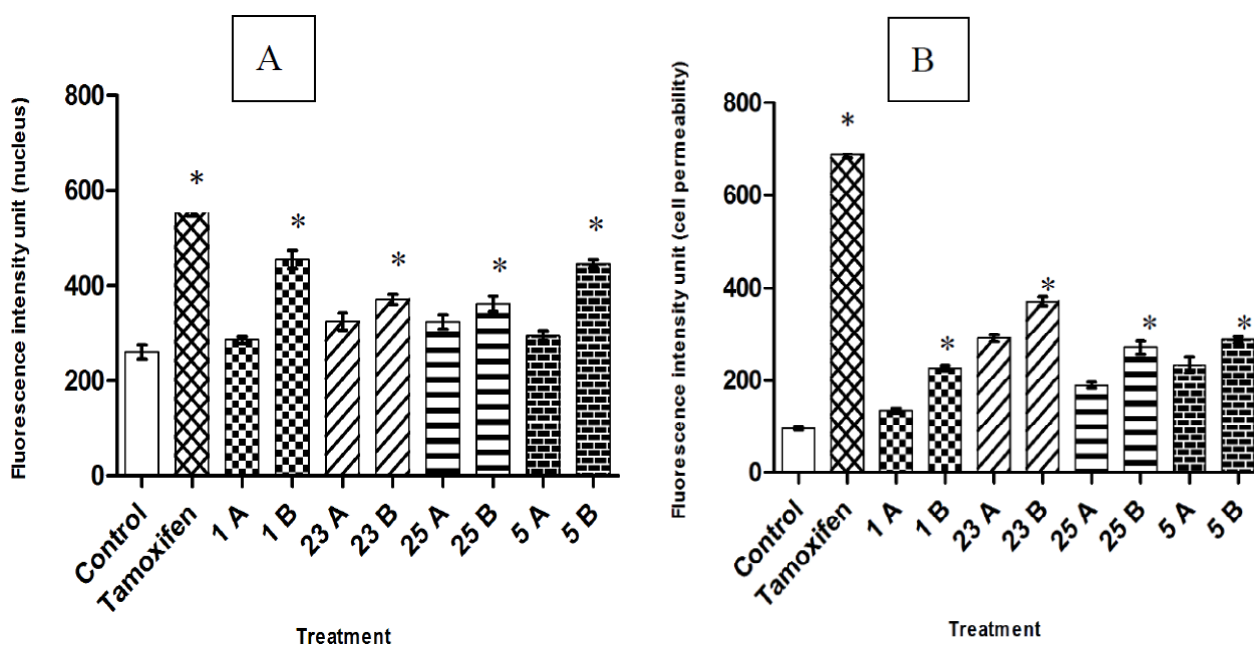 A
Fluorescence intensity unit (nucleus)
800
600
400
200
0
*
*
*
*
*
Control
Tamoxifen
1 A
1 B
23 A
23 B
25 A
25 B
5 A
5 B
Treatment
B
Fluorescence intensity unit (cell permeability)
800
600
400
200
0
*
*
*
*
*
Control
Tamoxifen
1 A
1 B
23 A
23 B
25 A
25 B
5 A
5 B
Treatment